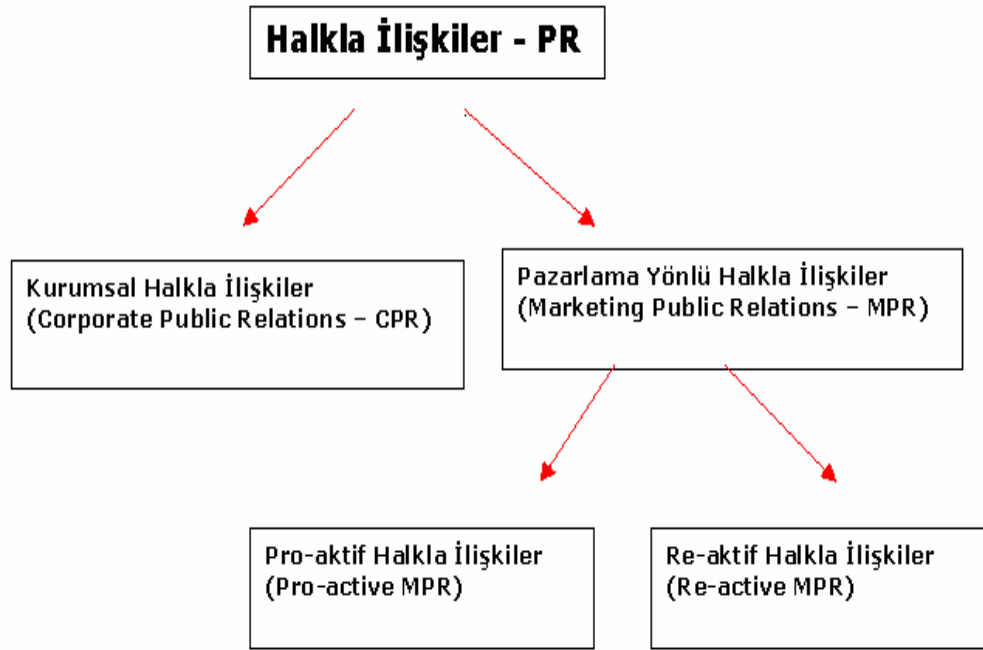 Halkla İlişkiler - PR
Kurumsal Halkla İlişkiler
(Corporate Public Relations – CPR)
Pazarlama Yönlü Halkla İlişkiler
(Marketing Public Relations – MPR)
Pro-aktif Halkla İlişkiler
(Pro-active MPR)
Re-aktif Halkla İlişkiler
(Re-active MPR)